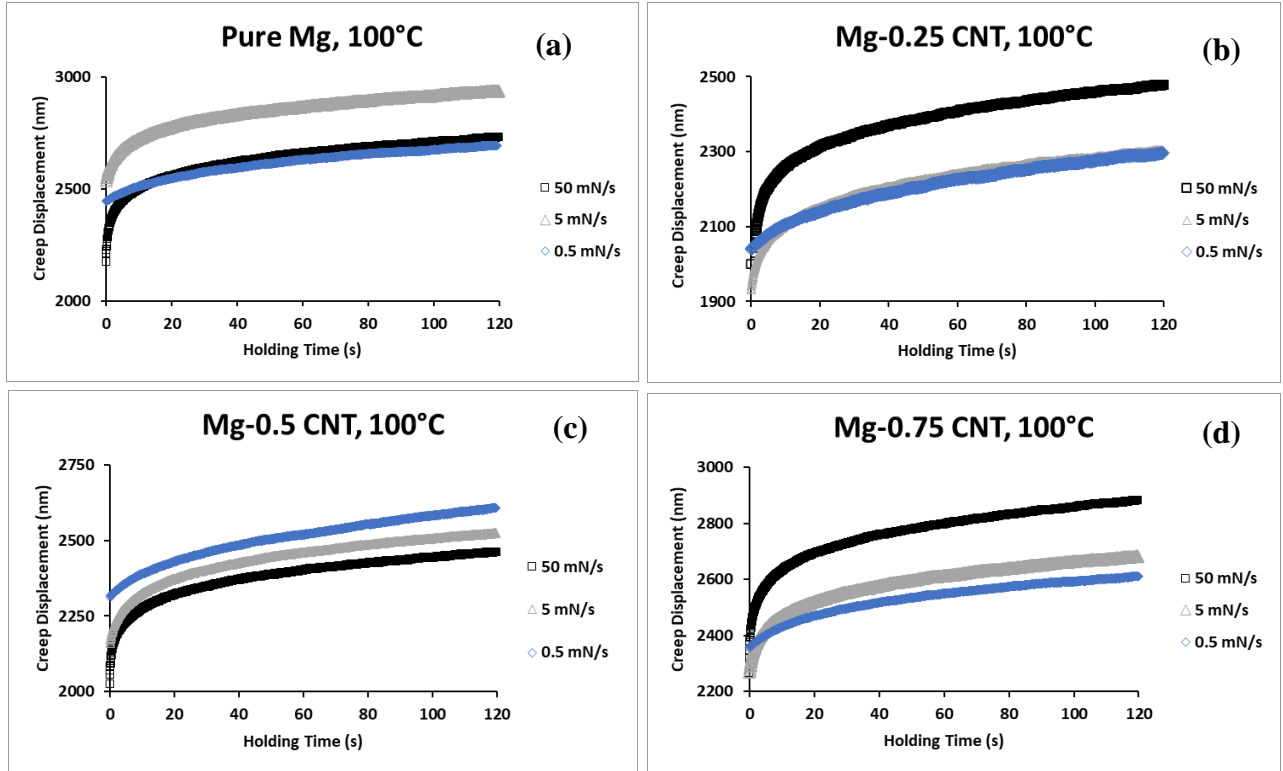 Pure Mg, 100°C
(a)
3000
2500
2000
Creep Displacement (nm)
0 20 40 60 80 100 120
Holding Time (s)
50 mN/s
5 mN/s
0.5 mN/s
Mg-0.25 CNT, 100°C
(b)
2500
2300
2100
1900
Creep Displacement (nm)
0 20 40 60 80 100 120
Holding Time (s)
50 mN/s
5 mN/s
0.5 mN/s
Mg-0.5 CNT, 100°C
(c)
2750
2500
2250
2000
Creep Displacement (nm)
0 20 40 60 80 100 120
Holding Time (s)
50 mN/s
5 mN/s
0.5 mN/s
Mg-0.75 CNT, 100°C
(d)
3000
2800
2600
2400
2200
Creep Displacement (nm)
0 20 40 60 80 100 120
Holding Time (s)
50 mN/s
5 mN/s
0.5 mN/s